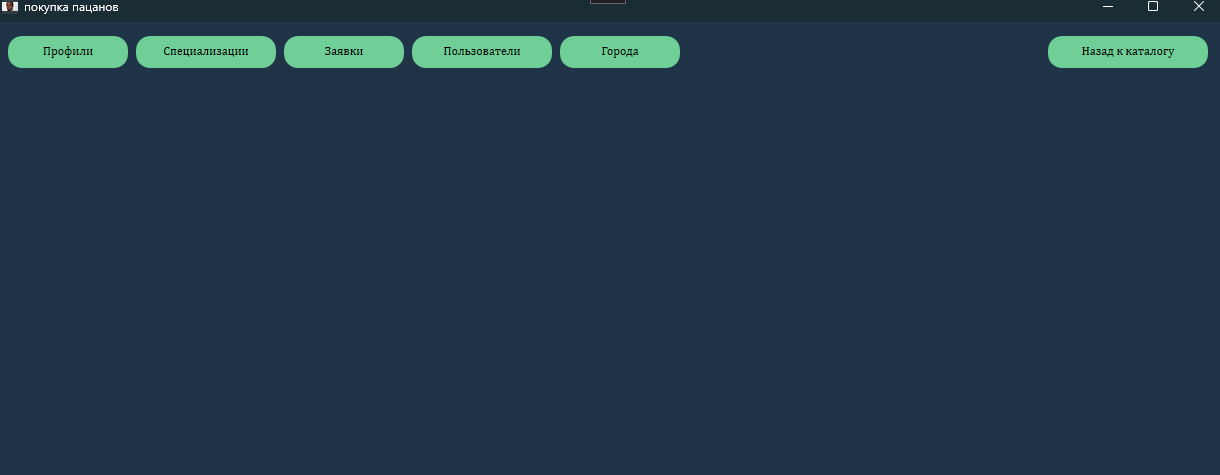 покупка пацанов
Профили Специализации Заявки Пользователи Города Назад к каталогу